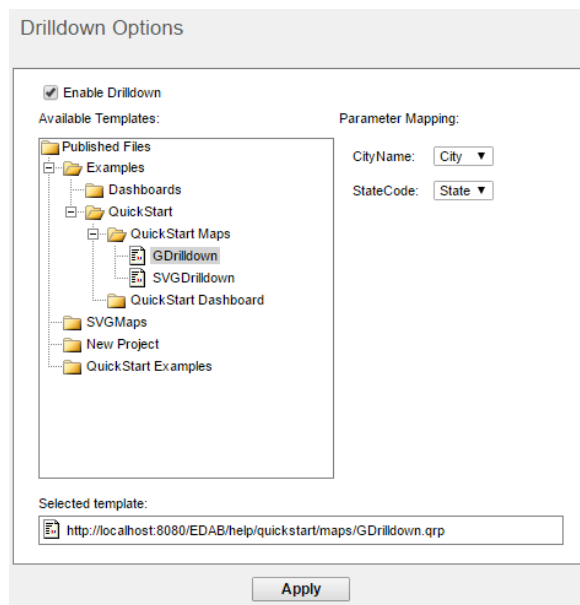 Drilldown Options
Enable Drilldown
Available Templates:
Published Files
Examples
Dashboards
QuickStart
QuickStart Maps
GDrilldown
SVGDrilldown
QuickStart Dashboard
SVGMaps
New Project
QuickStart Examples
Parameter Mapping:
CityName: City
StateCode: State
Selected template:
http://localhost:8080/EDAB/help/quickstart/maps/GDrilldown.qrp
Apply